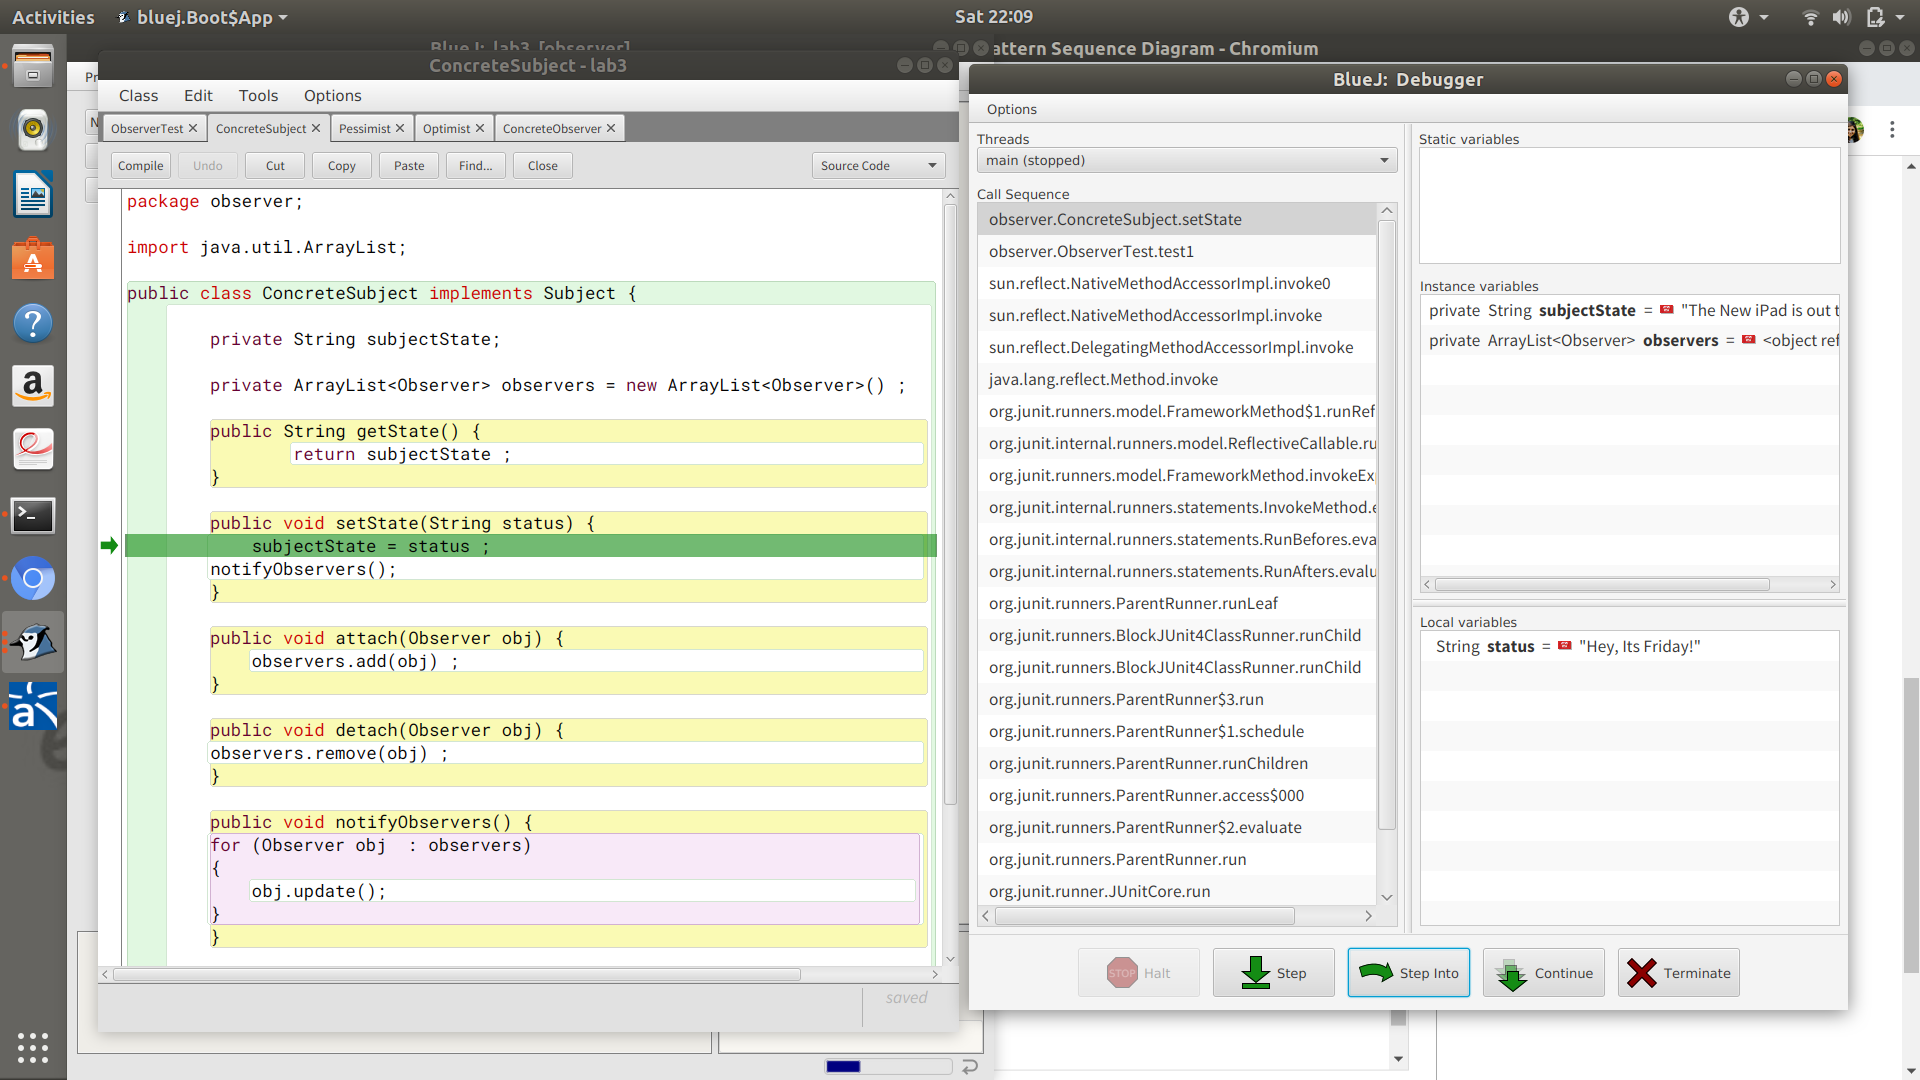 Activities
bluej.Boot$App
Sat 22:09
BlueJ: lab3 [observer]
attern Sequence Diagram - Chromium
ConcreteSubject - lab3
Class Edit Tools Options
ObserverTest ConcreteSubject Pessimist Optimist ConcreteObserver
Compile Undo Cut Copy Paste Find... Close Source Code
package observer;
import java.util.ArrayList;
public class ConcreteSubject implements Subject {
private String subjectState;
private ArrayList<Observer> observers = new ArrayList<Observer>() ;
public String getState() {
return subjectState ;
}
public void setState(String status) {
subjectState = status ;
notifyObservers();
}
public void attach(Observer obj) {
observers.add(obj) ;
}
public void detach(Observer obj) {
observers.remove(obj) ;
}
public void notifyObservers() {
for (Observer obj  : observers)
{
obj.update();
}
}
saved
BlueJ: Debugger
Options
Threads
main (stopped)
Call Sequence
observer.ConcreteSubject.setState
observer.ObserverTest.test1
sun.reflect.NativeMethodAccessorImpl.invoke0
sun.reflect.NativeMethodAccessorImpl.invoke
sun.reflect.DelegatingMethodAccessorImpl.invoke
java.lang.reflect.Method.invoke
org.junit.runners.model.FrameworkMethod$1.runRef
org.junit.internal.runners.model.ReflectiveCallable.ru
org.junit.runners.model.FrameworkMethod.invokeEx
org.junit.internal.runners.statements.InvokeMethod.e
org.junit.internal.runners.statements.RunBefores.eva
org.junit.internal.runners.statements.RunAfters.evalu
org.junit.runners.ParentRunner.runLeaf
org.junit.runners.BlockJUnit4ClassRunner.runChild
org.junit.runners.BlockJUnit4ClassRunner.runChild
org.junit.runners.ParentRunner$3.run
org.junit.runners.ParentRunner$1.schedule
org.junit.runners.ParentRunner.runChildren
org.junit.runners.ParentRunner.access$000
org.junit.runners.ParentRunner$2.evaluate
org.junit.runners.ParentRunner.run
org.junit.runner.JUnitCore.run
Static variables
Instance variables
private String subjectState = "The New iPad is out t
private ArrayList<Observer> observers = <object ref
Local variables
String status = "Hey, Its Friday!"
STOP Halt
Step
Step Into
Continue
Terminate